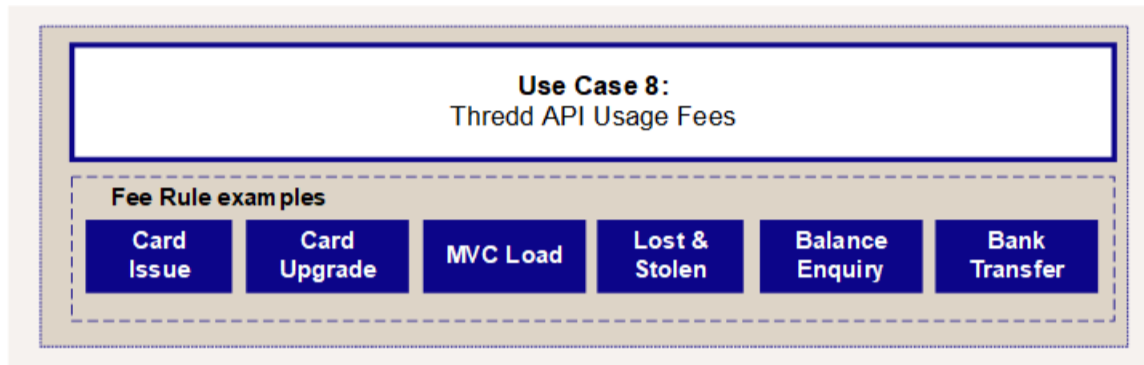 Use Case 8:
Thredd API Usage Fees
Fee Rule examples
Card
Issue
Card
Upgrade
MVC Load
Lost &
Stolen
Balance
Enquiry
Bank
Transfer